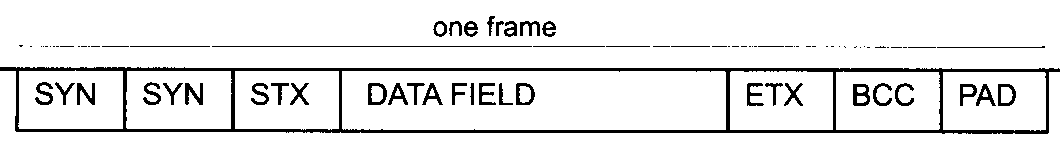 one frame
SYN SYN STX DATA FIELD ETX BCC PAD